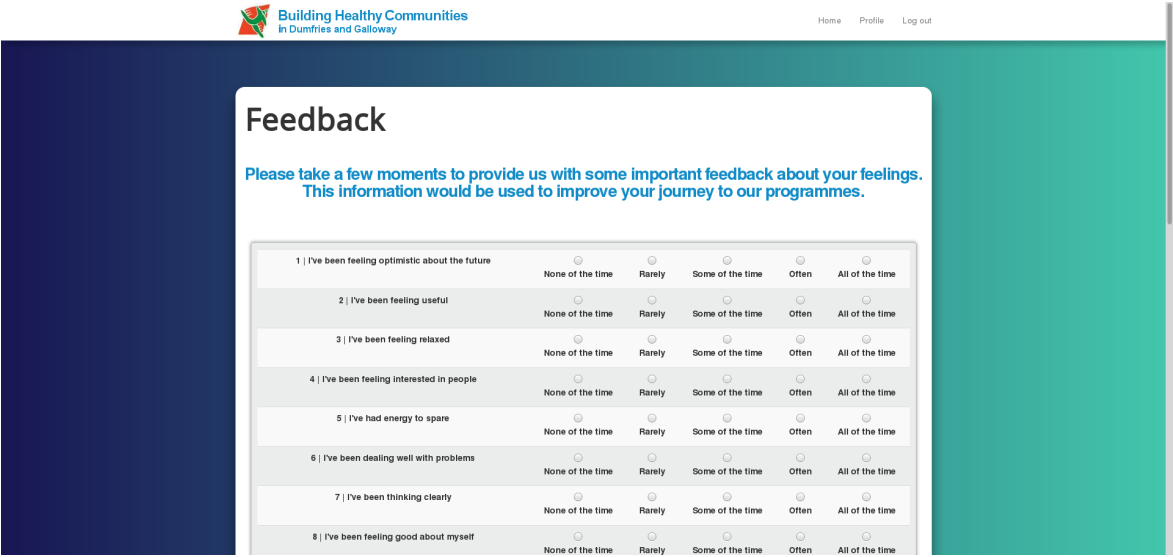 Building Healthy Communities
in Dumfries and Galloway
Home Profile Log out
Feedback
Please take a few moments to provide us with some important feedback about your feelings.
This information would be used to improve your journey to our programmes.
1 | I've been feeling optimistic about the future
None of the time Rarely Some of the time Often All of the time
2 | I've been feeling useful
None of the time Rarely Some of the time Often All of the time
3 | I've been feeling relaxed
None of the time Rarely Some of the time Often All of the time
4 | I've been feeling interested in people
None of the time Rarely Some of the time Often All of the time
5 | I've had energy to spare
None of the time Rarely Some of the time Often All of the time
6 | I've been dealing well with problems
None of the time Rarely Some of the time Often All of the time
7 | I've been thinking clearly
None of the time Rarely Some of the time Often All of the time
8 | I've been feeling good about myself
None of the time Rarely Some of the time Often All of the time